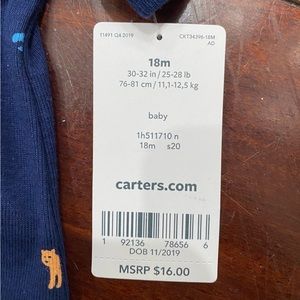 11491 Q4 2019 CKT34396-18M
.AD
18m
30-32 in / 25-28 lb
76-81 cm / 11,1-12,5 kg
baby
1h511710 n
18m s20
carters.com
1 92136 78656 6
DOB 11/2019
MSRP $16.00